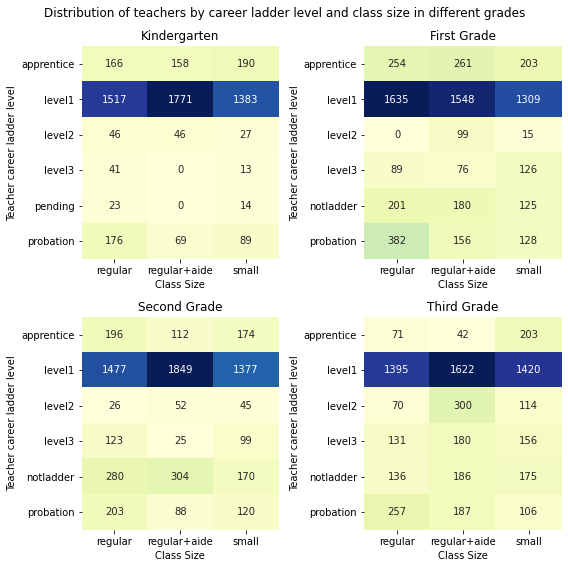 Distribution of teachers by career ladder level and class size in different grades
Kindergarten
Teacher career ladder level
apprentice 166 158 190
level1 1517 1771 1383
level2 46 46 27
level3 41 0 13
pending 23 0 14
probation 176 69 89
regular regular+aide small
Class Size
First Grade
Teacher career ladder level
apprentice 254 261 203
level1 1635 1548 1309
level2 0 99 15
level3 89 76 126
notladder 201 180 125
probation 382 156 128
regular regular+aide small
Class Size
Second Grade
Teacher career ladder level
apprentice 196 112 174
level1 1477 1849 1377
level2 26 52 45
level3 123 25 99
notladder 280 304 170
probation 203 88 120
regular regular+aide small
Class Size
Third Grade
Teacher career ladder level
apprentice 71 42 203
level1 1395 1622 1420
level2 70 300 114
level3 131 180 156
notladder 136 186 175
probation 257 187 106
regular regular+aide small
Class Size